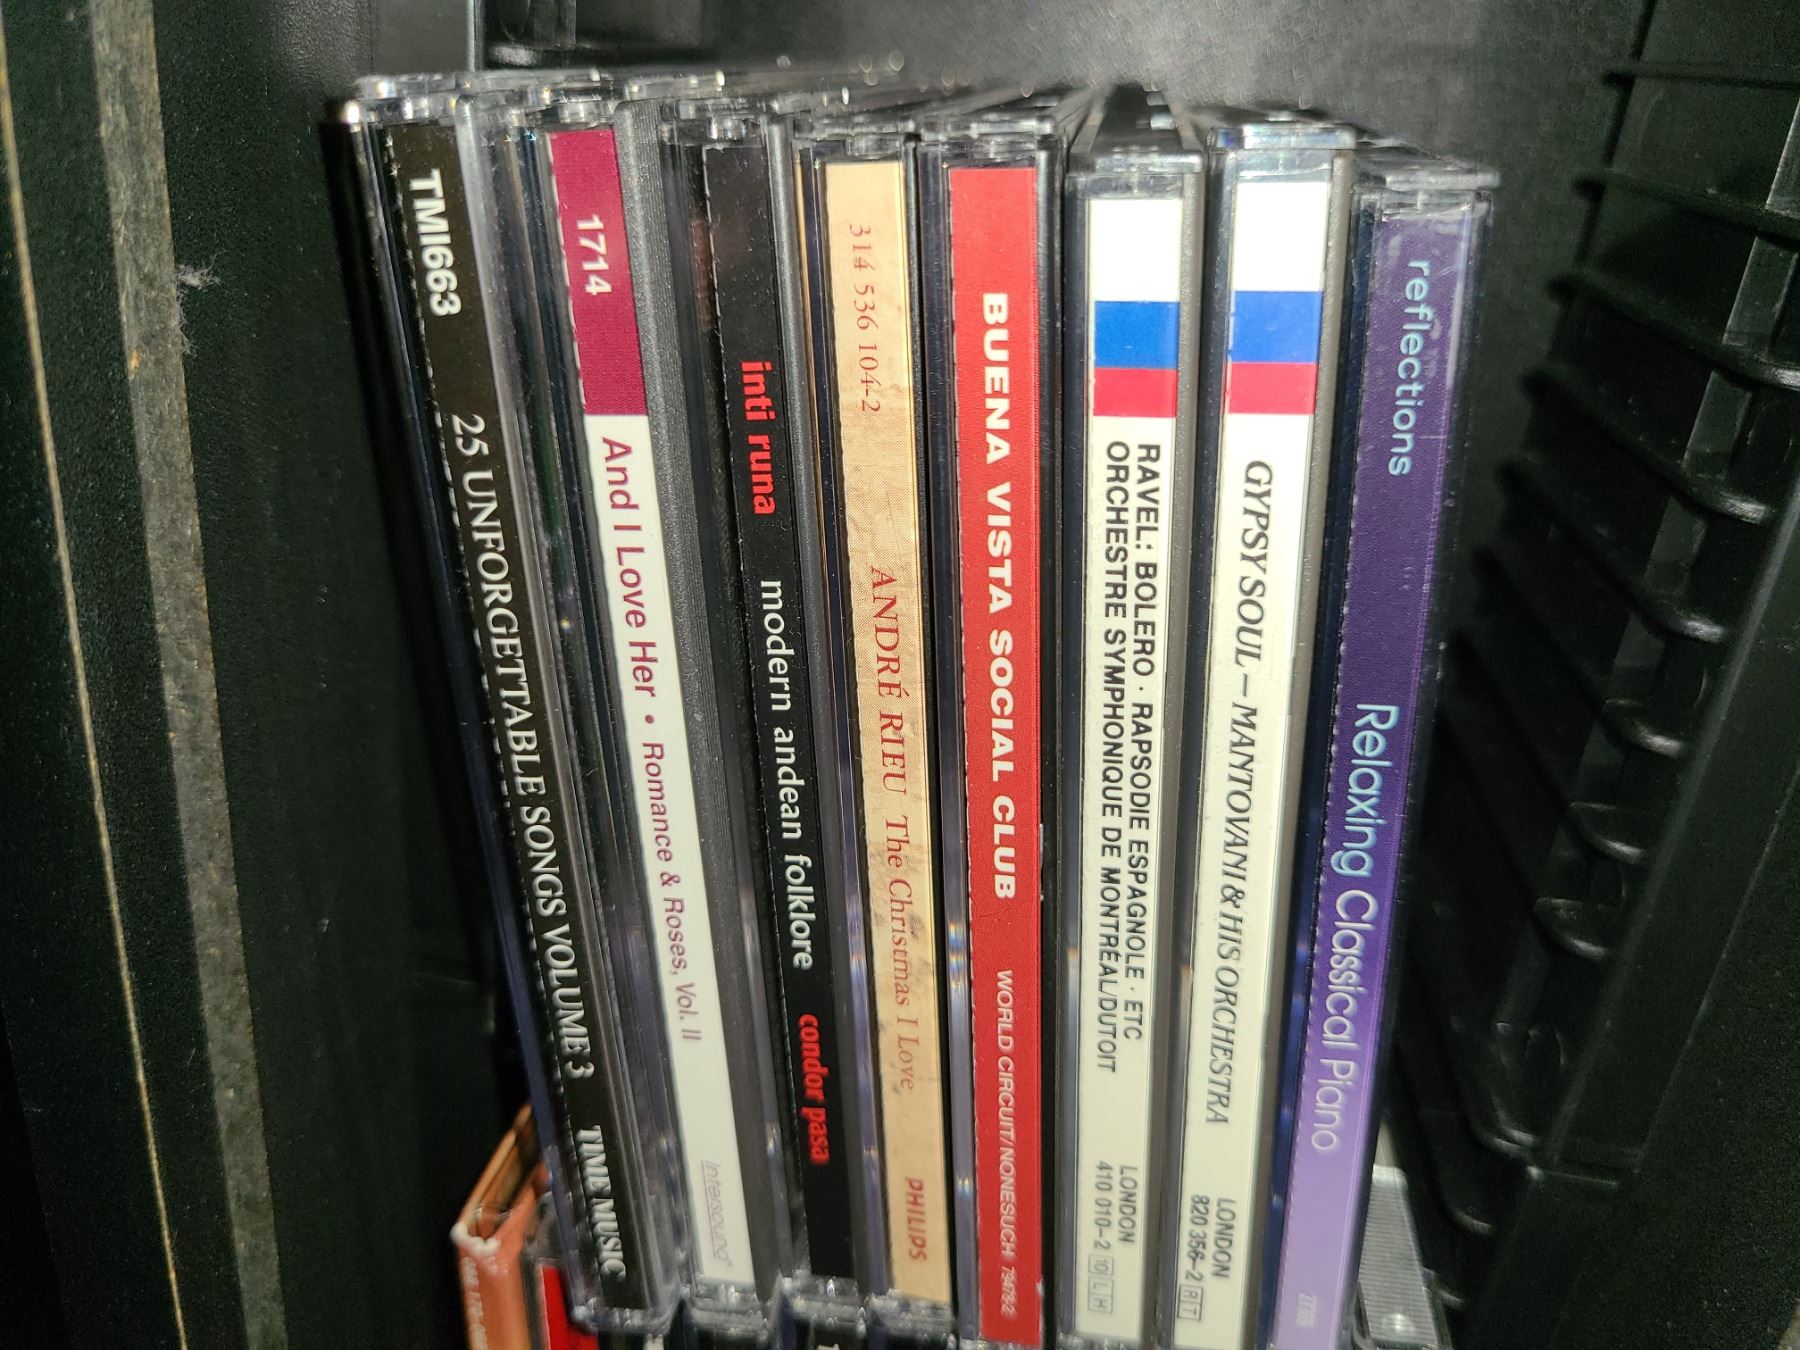 TMI663 25 UNFORGETTABLE SONGS VOLUME 3 TIME MUSIC
1714 And I Love Her • Romance & Roses, Vol. II intersound
inti runa modern andean folklore condor pasa
314 536 104-2 ANDRÉ RIEU The Christmas I Love PHILIPS
BUENA VISTA SOCIAL CLUB WORLD CIRCUIT/NONESUCH 79478-2
RAVEL: BOLERO · RAPSODIE ESPAGNOLE · ETC LONDON
ORCHESTRE SYMPHONIQUE DE MONTRÉAL/DUTOIT 410 010-2 10 L H
GYPSY SOUL – MANTOVANI & HIS ORCHESTRA LONDON
820 356-2 R T
reflections Relaxing Classical Piano